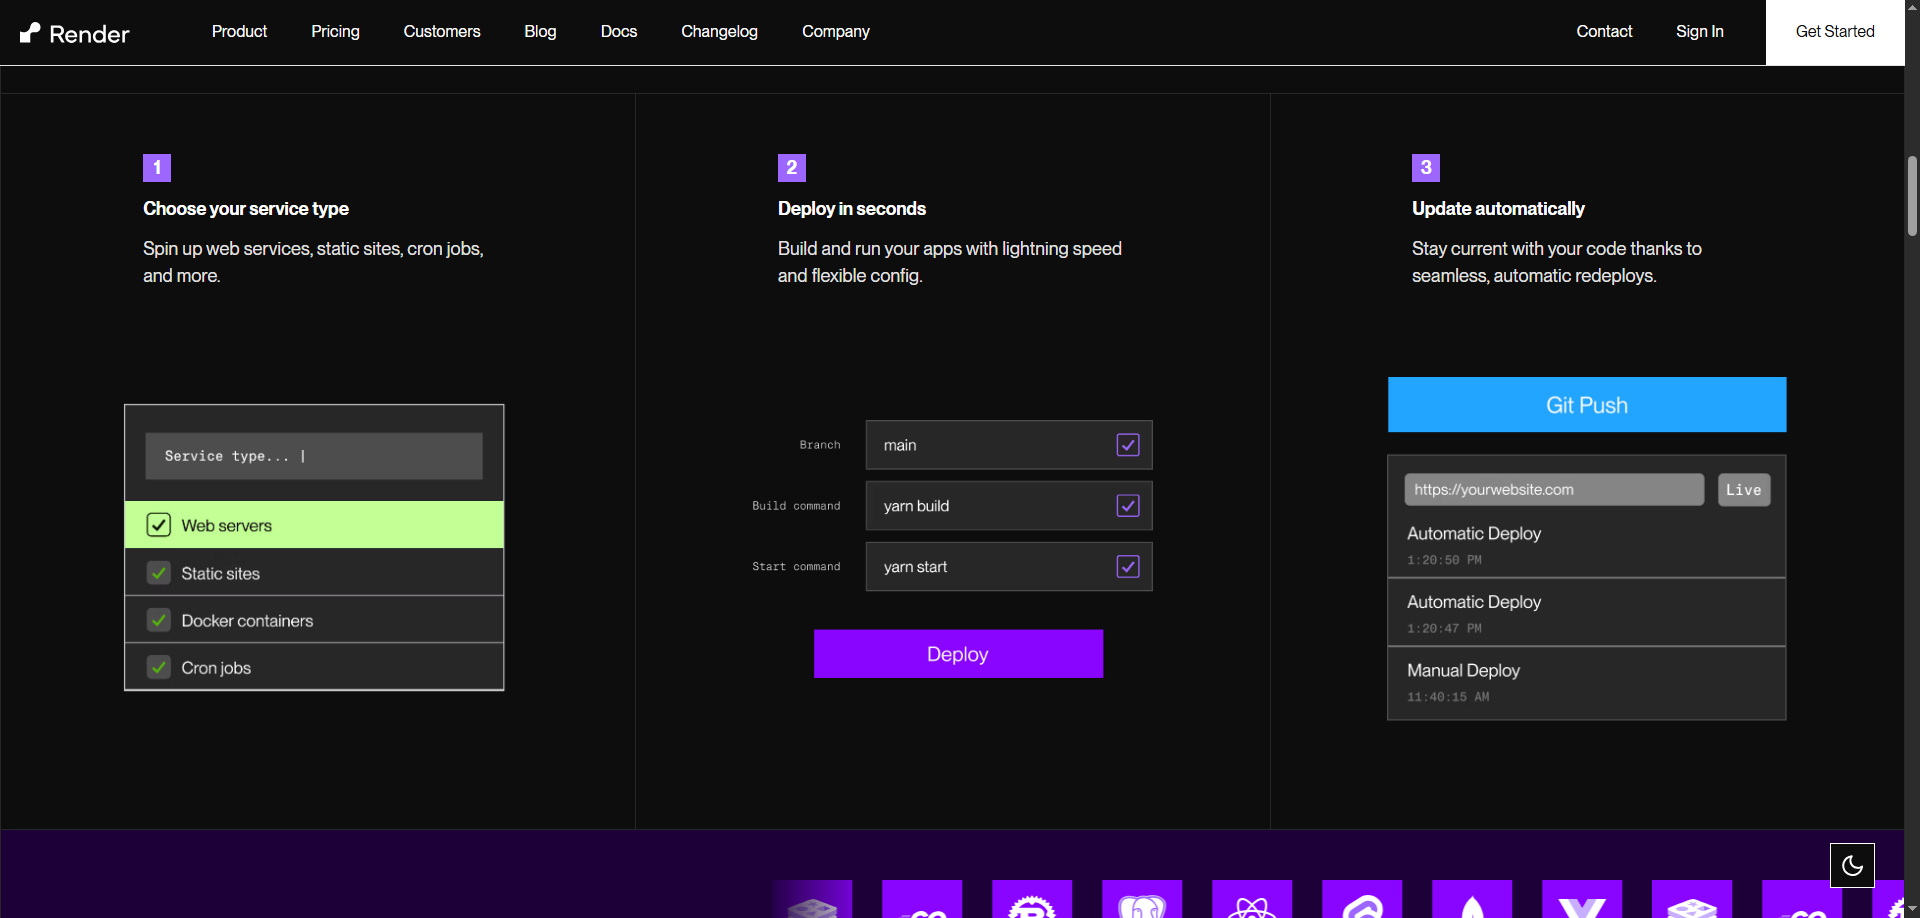 Render
Product
Pricing
Customers
Blog
Docs
Changelog
Company
Contact
Sign In
Get Started
1
Choose your service type
Spin up web services, static sites, cron jobs,
and more.
Service type... |
Web servers
Static sites
Docker containers
Cron jobs
2
Deploy in seconds
Build and run your apps with lightning speed
and flexible config.
Branch
main
Build command
yarn build
Start command
yarn start
Deploy
3
Update automatically
Stay current with your code thanks to
seamless, automatic redeploys.
Git Push
https://yourwebsite.com
Live
Automatic Deploy
1:20:50 PM
Automatic Deploy
1:20:47 PM
Manual Deploy
11:40:15 AM